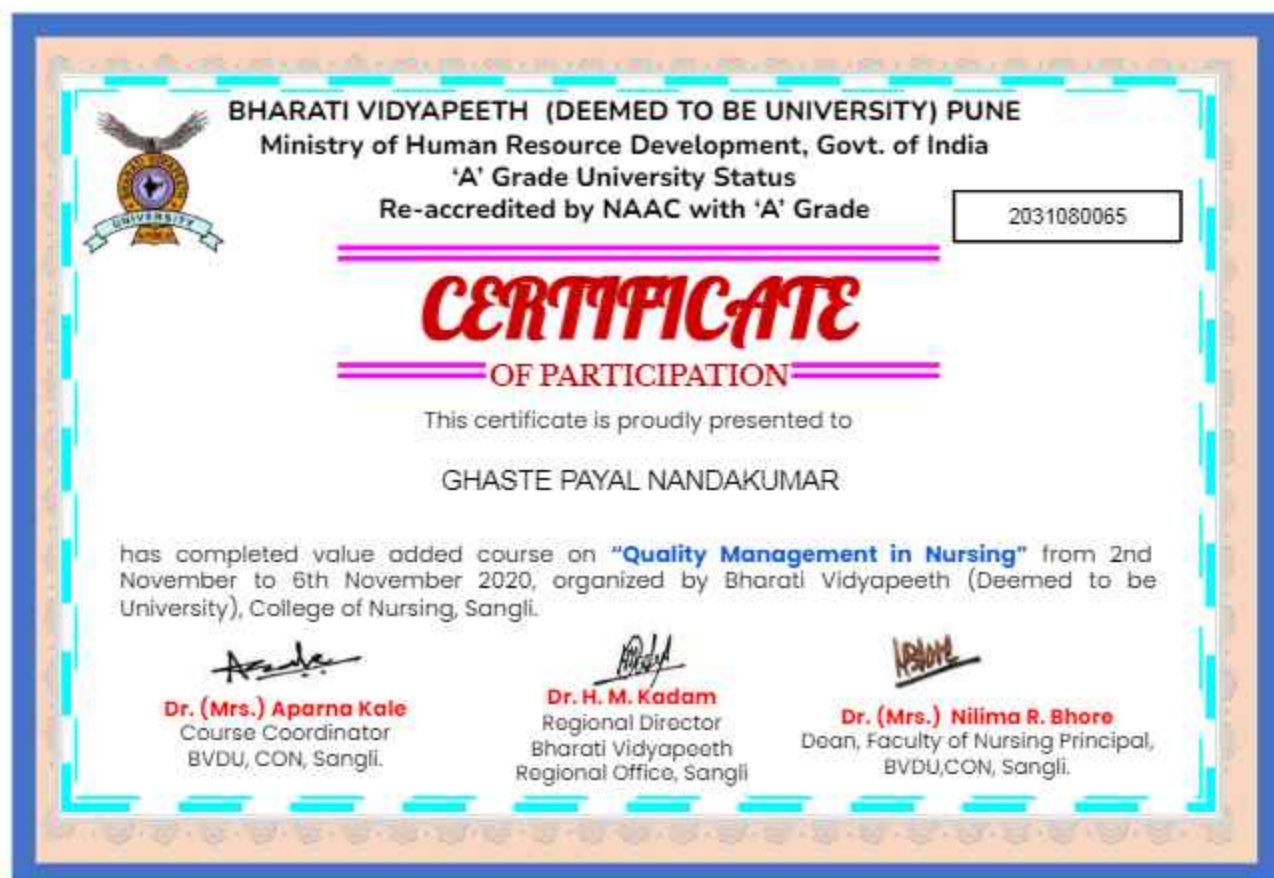 BHARATI VIDYAPEETH (DEEMED TO BE UNIVERSITY) PUNE
Ministry of Human Resource Development, Govt. of India
‘A’ Grade University Status
Re-accredited by NAAC with ‘A’ Grade
2031080065
BHARATI VIDYAPEETH
UNIVERSITY
CERTIFICATE
OF PARTICIPATION
This certificate is proudly presented to
GHASTE PAYAL NANDAKUMAR
has completed value added course on “Quality Management in Nursing” from 2nd
November to 6th November 2020, organized by Bharati Vidyapeeth (Deemed to be
University), College of Nursing, Sangli.
Dr. (Mrs.) Aparna Kale
Course Coordinator
BVDU, CON, Sangli.
Dr. H. M. Kadam
Regional Director
Bharati Vidyapeeth
Regional Office, Sangli
Dr. (Mrs.) Nilima R. Bhore
Dean, Faculty of Nursing Principal,
BVDU,CON, Sangli.